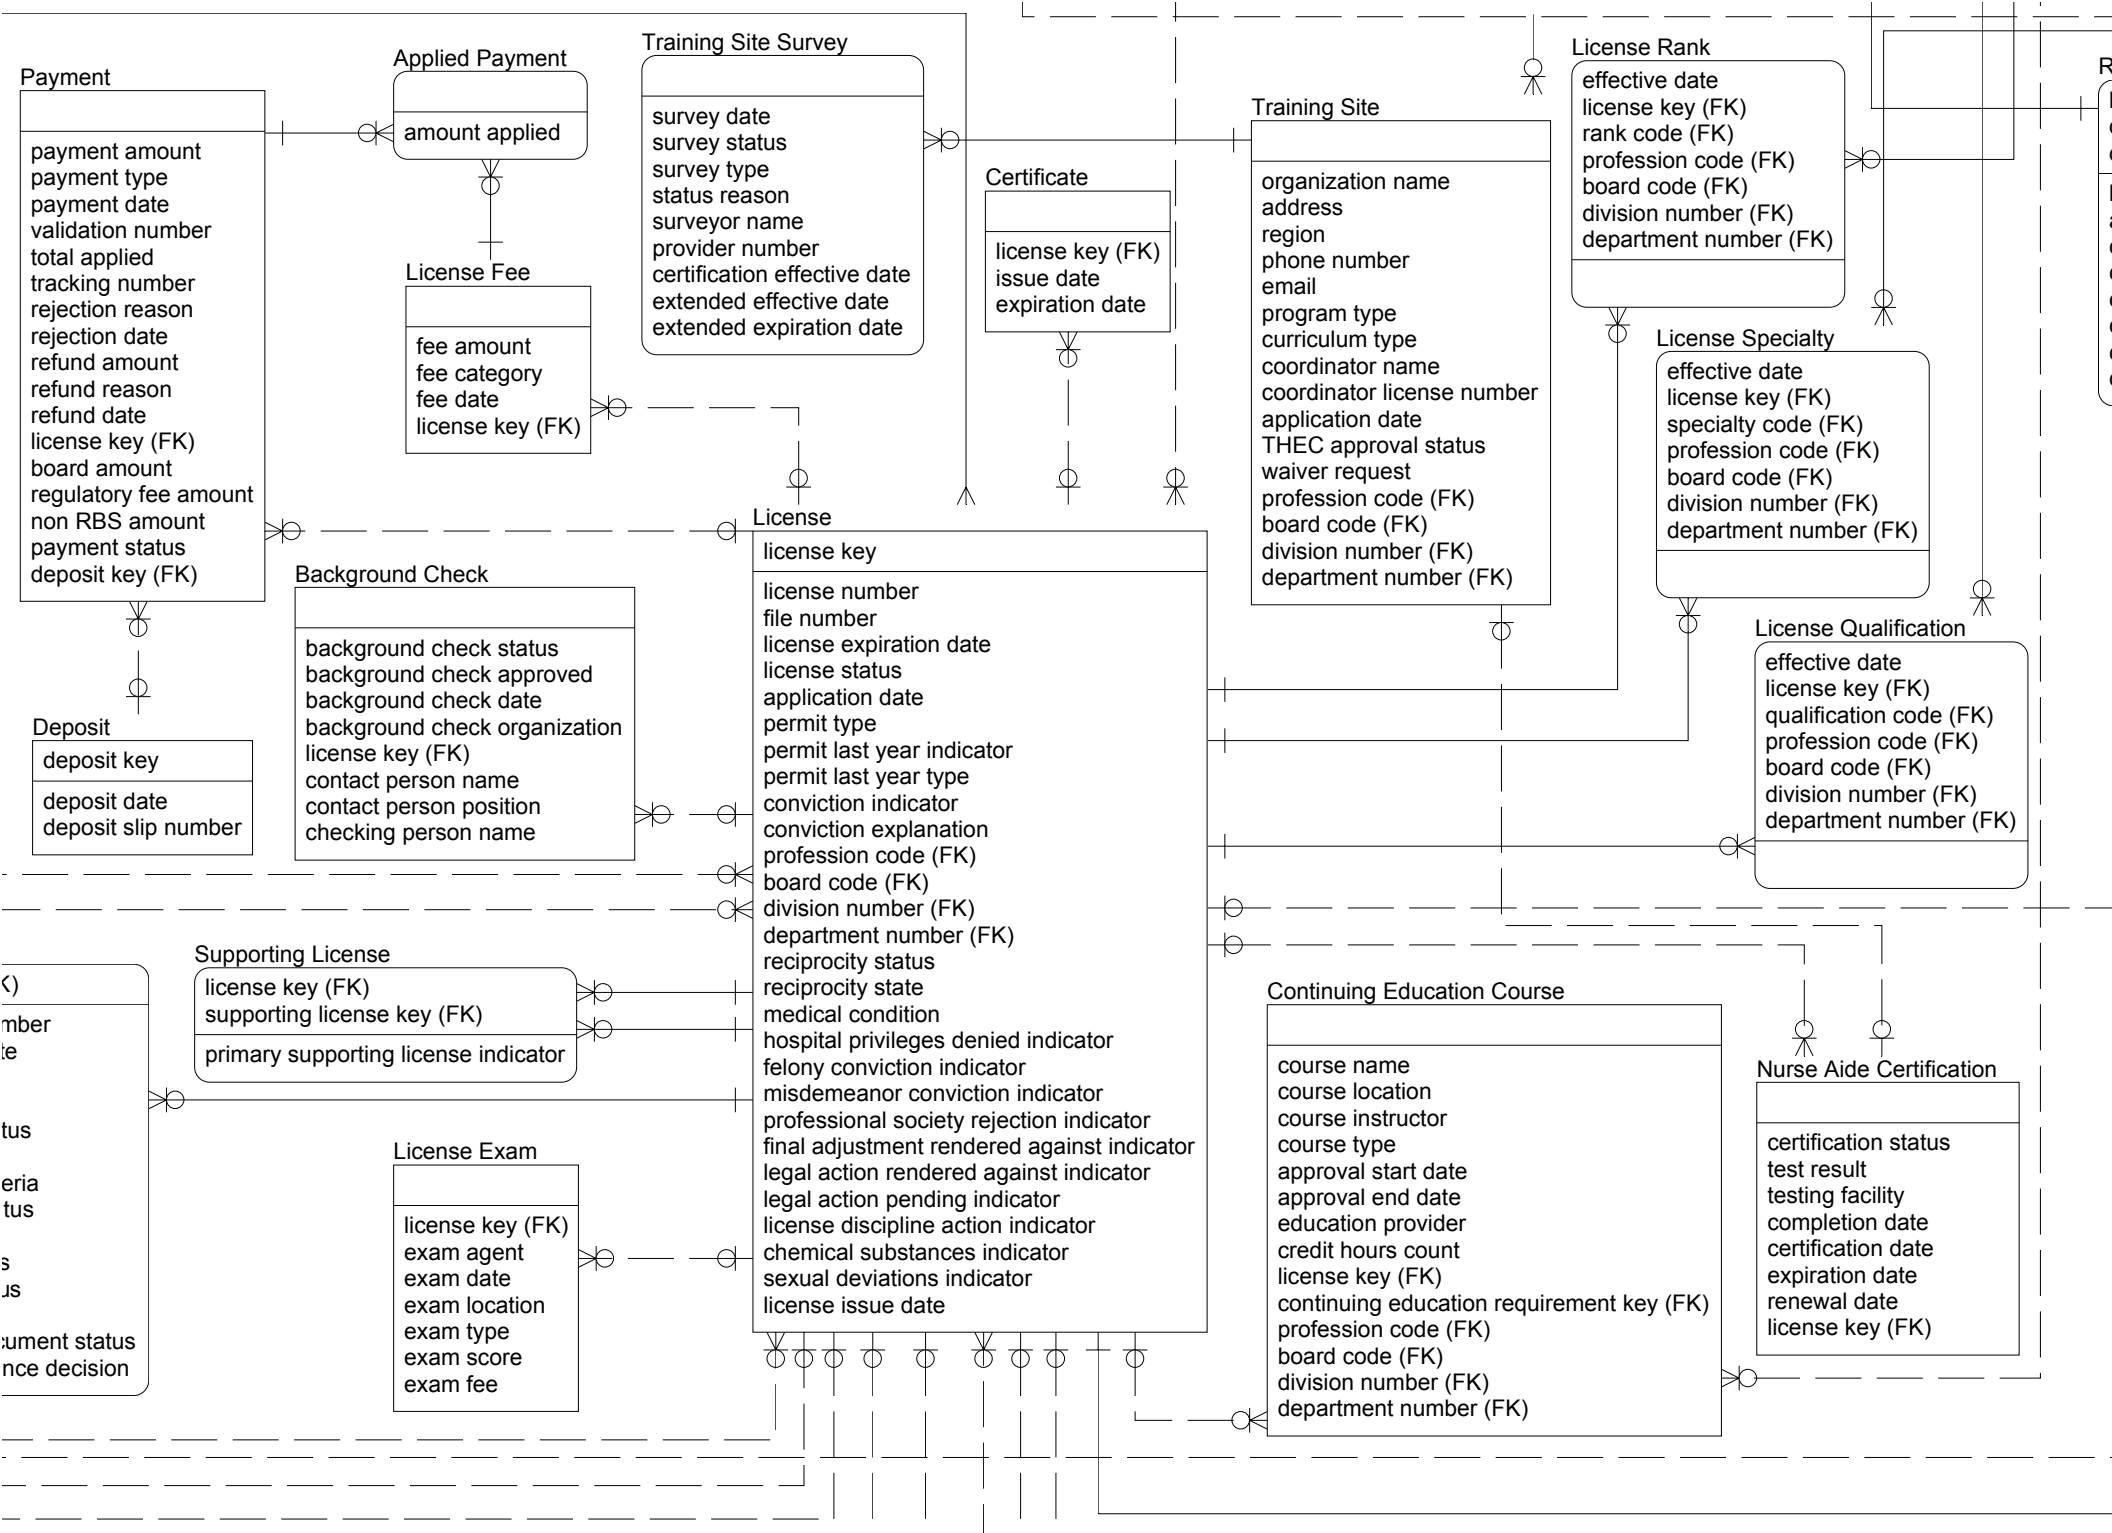 Payment
payment amount
payment type
payment date
validation number
total applied
tracking number
rejection reason
rejection date
refund amount
refund reason
refund date
license key (FK)
board amount
regulatory fee amount
non RBS amount
payment status
deposit key (FK)
Applied Payment
amount applied
License Fee
fee amount
fee category
fee date
license key (FK)
Training Site Survey
survey date
survey status
survey type
status reason
surveyor name
provider number
certification effective date
extended effective date
extended expiration date
Certificate
license key (FK)
issue date
expiration date
Training Site
organization name
address
region
phone number
email
program type
curriculum type
coordinator name
coordinator license number
application date
THEC approval status
waiver request
profession code (FK)
board code (FK)
division number (FK)
department number (FK)
License Rank
effective date
license key (FK)
rank code (FK)
profession code (FK)
board code (FK)
division number (FK)
department number (FK)
License Specialty
effective date
license key (FK)
specialty code (FK)
profession code (FK)
board code (FK)
division number (FK)
department number (FK)
License Qualification
effective date
license key (FK)
qualification code (FK)
profession code (FK)
board code (FK)
division number (FK)
department number (FK)
Deposit
deposit key
deposit date
deposit slip number
Background Check
background check status
background check approved
background check date
background check organization
license key (FK)
contact person name
contact person position
checking person name
License
license key
license number
file number
license expiration date
license status
application date
permit type
permit last year indicator
permit last year type
conviction indicator
conviction explanation
profession code (FK)
board code (FK)
division number (FK)
department number (FK)
reciprocity status
reciprocity state
medical condition
hospital privileges denied indicator
felony conviction indicator
misdemeanor conviction indicator
professional society rejection indicator
final adjustment rendered against indicator
legal action rendered against indicator
legal action pending indicator
license discipline action indicator
chemical substances indicator
sexual deviations indicator
license issue date
Supporting License
license key (FK)
supporting license key (FK)
primary supporting license indicator
License Exam
license key (FK)
exam agent
exam date
exam location
exam type
exam score
exam fee
Continuing Education Course
course name
course location
course instructor
course type
approval start date
approval end date
education provider
credit hours count
license key (FK)
continuing education requirement key (FK)
profession code (FK)
board code (FK)
division number (FK)
department number (FK)
Nurse Aide Certification
certification status
test result
testing facility
completion date
certification date
expiration date
renewal date
license key (FK)
status
decision